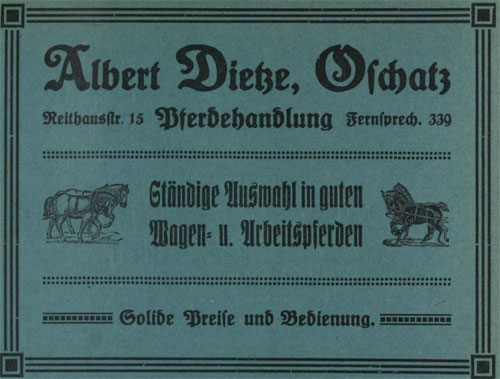 Albert Dietze, Oschatz
Reithausstr. 15 Pferdehandlung Fernsprech. 339
Ständige Auswahl in guten
Wagen- u. Arbeitspferden
Solide Preise und Bedienung.